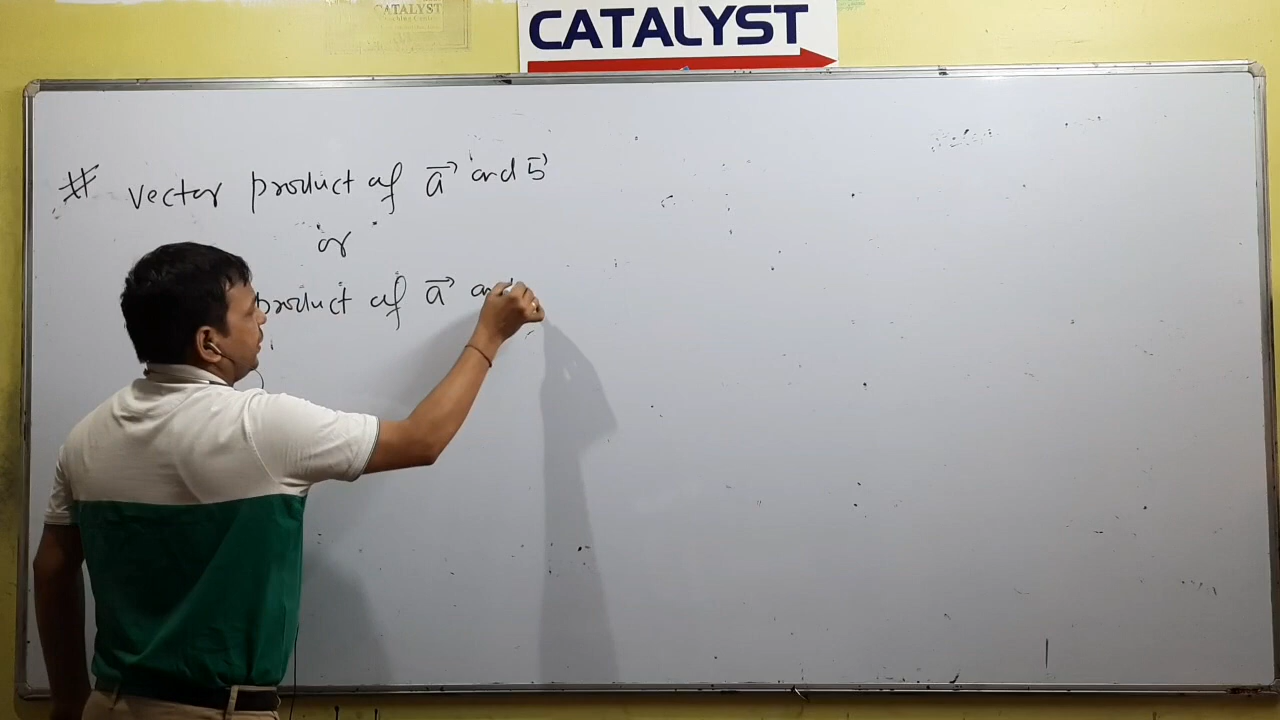 CATALYST
CATALYST
# vector product of a⃗ and b⃗
or
product of a⃗ an